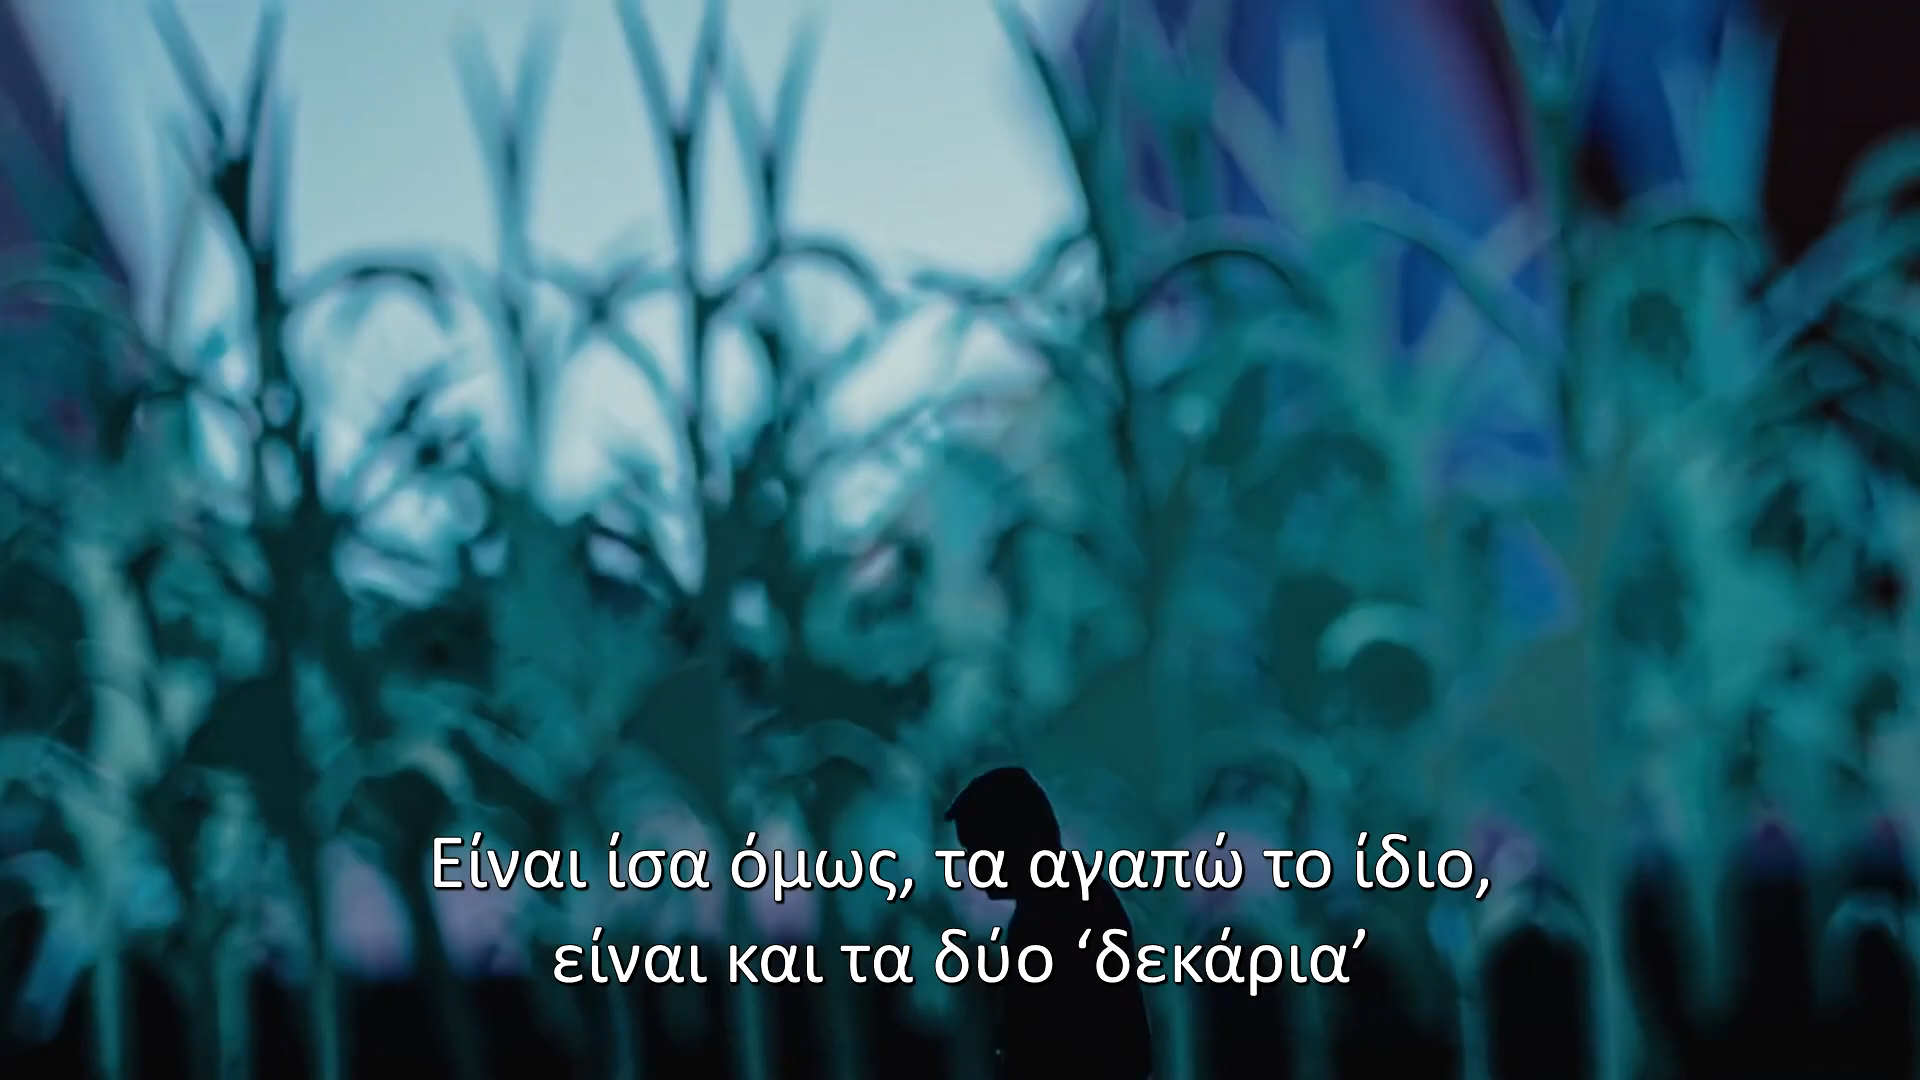 Είναι ίσα όμως, τα αγαπώ το ίδιο,
είναι και τα δύο ‘δεκάρια’